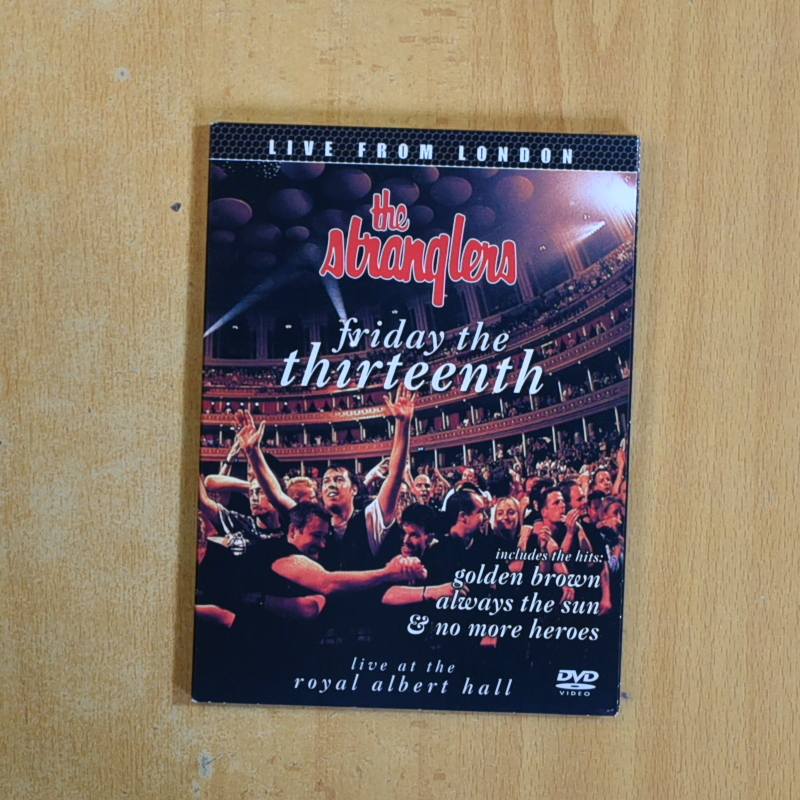 LIVE FROM LONDON
the
stranglers
friday the
thirteenth
includes the hits:
golden brown
always the sun
& no more heroes
live at the
royal albert hall
DVD
VIDEO